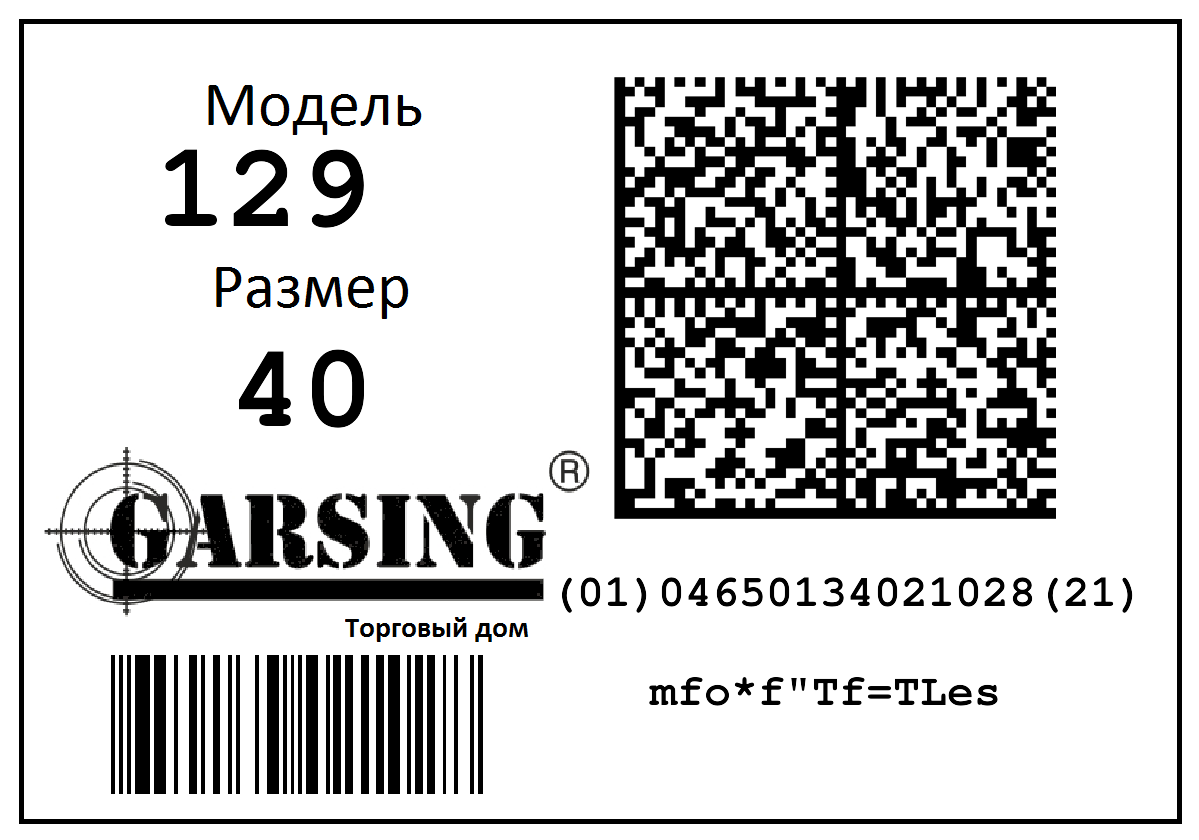 Модель
129
Размер
40
GARSING®
Торговый дом
(01)04650134021028(21)
mfo*f"Tf=TLes